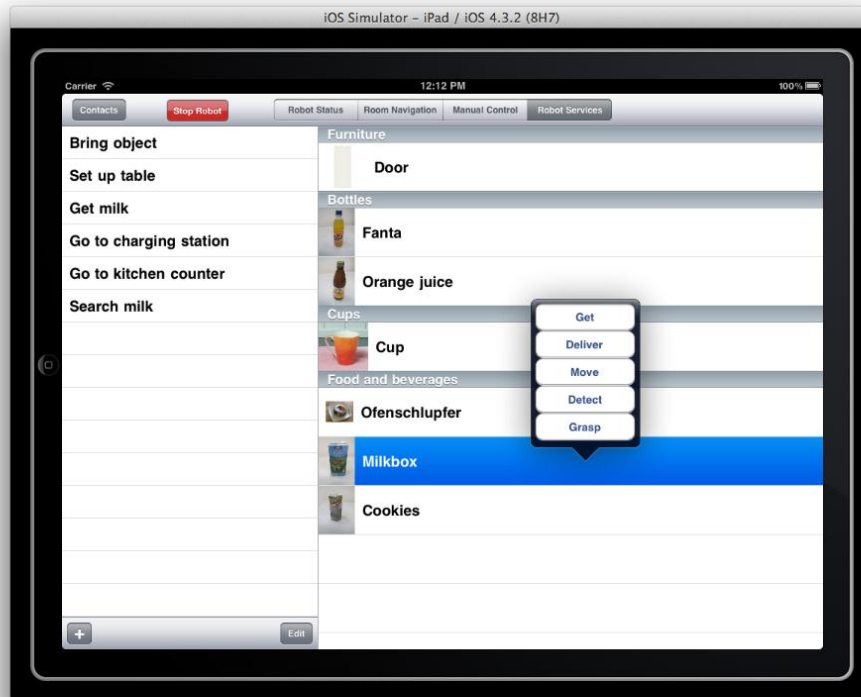 iOS Simulator – iPad / iOS 4.3.2 (8H7)
Carrier 12:12 PM 100%
Contacts Stop Robot Robot Status Room Navigation Manual Control Robot Services
Bring object
Set up table
Get milk
Go to charging station
Go to kitchen counter
Search milk
+ Edit
Furniture
Door
Bottles
Fanta
Orange juice
Cups
Cup
Food and beverages
Ofenschlupfer
Milkbox
Cookies
Get
Deliver
Move
Detect
Grasp